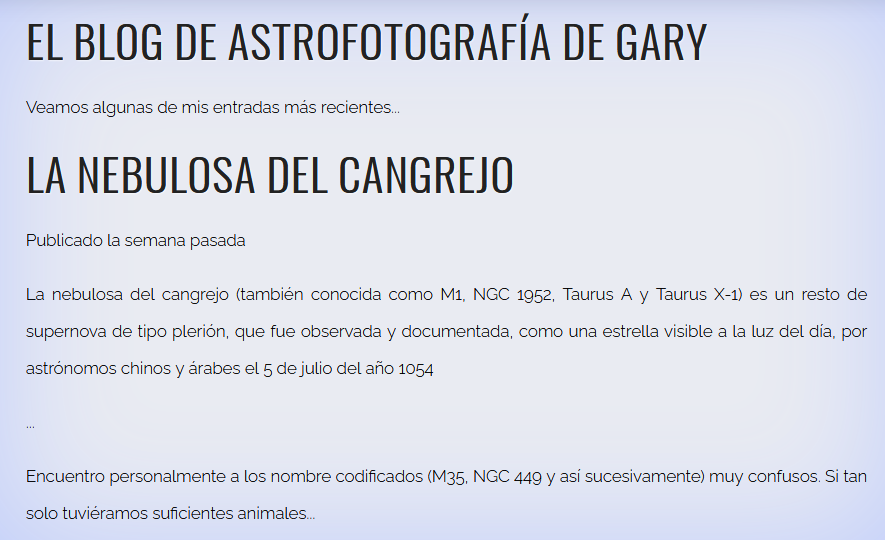 EL BLOG DE ASTROFOTOGRAFÍA DE GARY
Veamos algunas de mis entradas más recientes...
LA NEBULOSA DEL CANGREJO
Publicado la semana pasada
La nebulosa del cangrejo (también conocida como M1, NGC 1952, Taurus A y Taurus X-1) es un resto de
supernova de tipo plerión, que fue observada y documentada, como una estrella visible a la luz del día, por
astrónomos chinos y árabes el 5 de julio del año 1054
...
Encuentro personalmente a los nombre codificados (M35, NGC 449 y así sucesivamente) muy confusos. Si tan
solo tuviéramos suficientes animales...